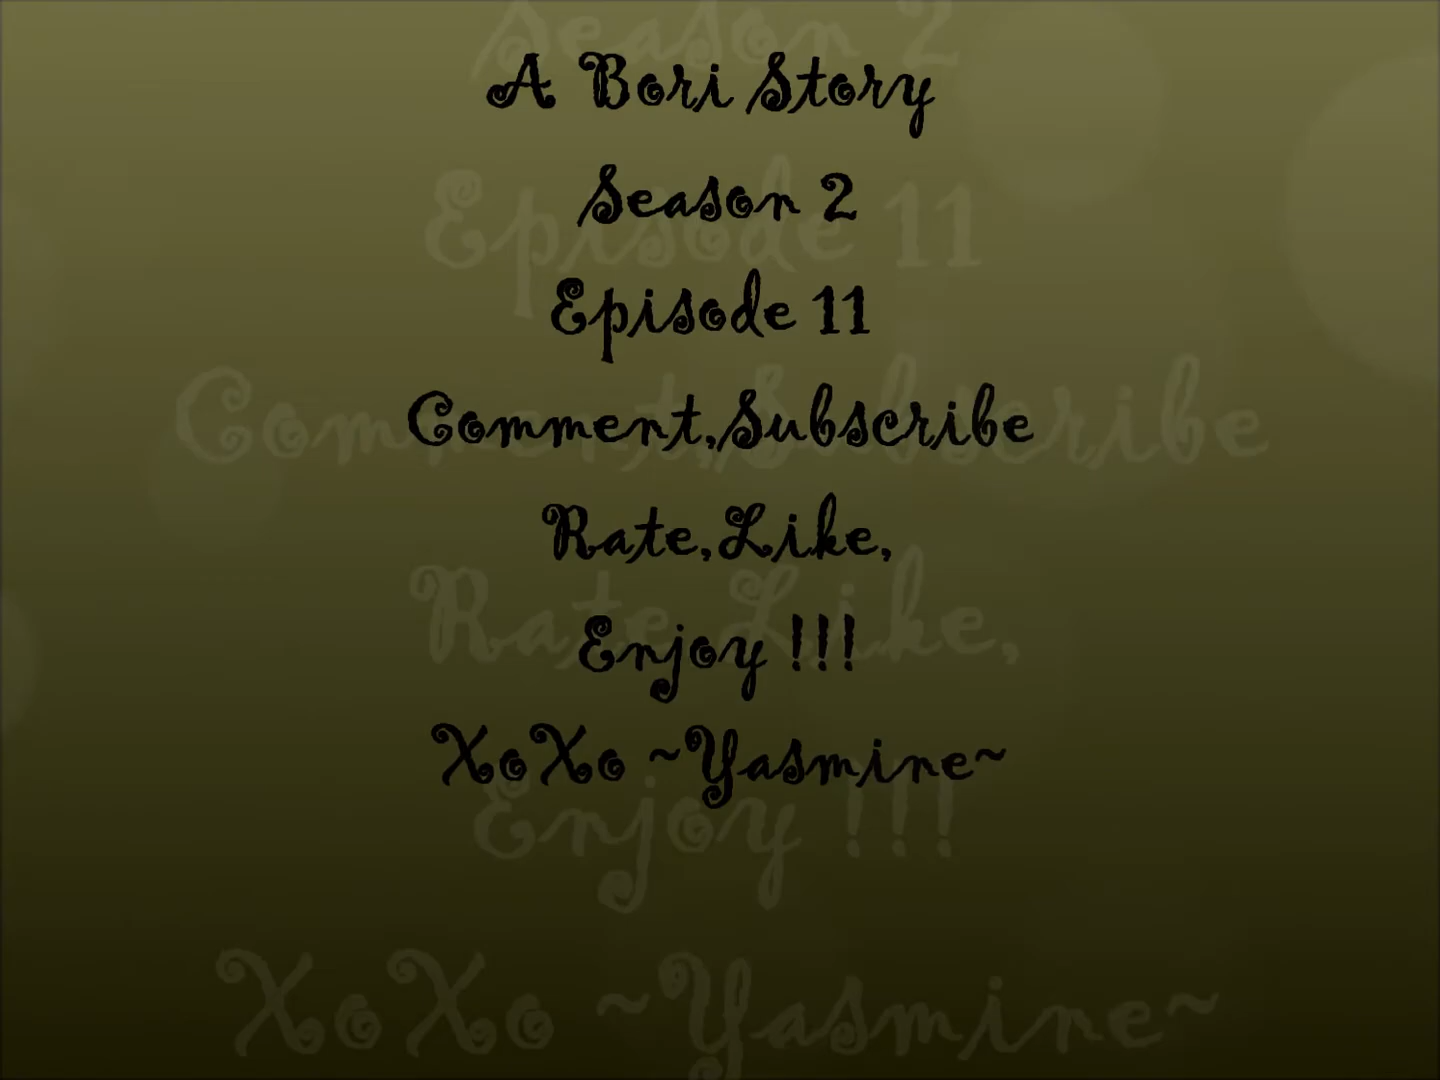 A Bori Story
Season 2
Episode 11
Comment,Subscribe
Rate,Like,
Enjoy !!!
XoXo ~Yasmine~